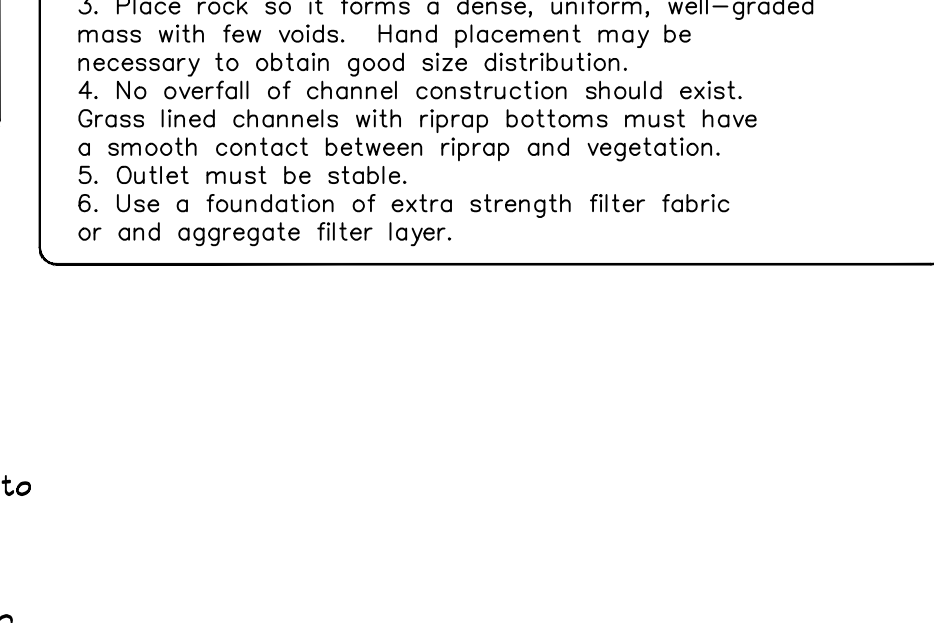 3. Place rock so it forms a dense, uniform, well-graded
mass with few voids.  Hand placement may be
necessary to obtain good size distribution.
4. No overfall of channel construction should exist.
Grass lined channels with riprap bottoms must have
a smooth contact between riprap and vegetation.
5. Outlet must be stable.
6. Use a foundation of extra strength filter fabric
or and aggregate filter layer.
to